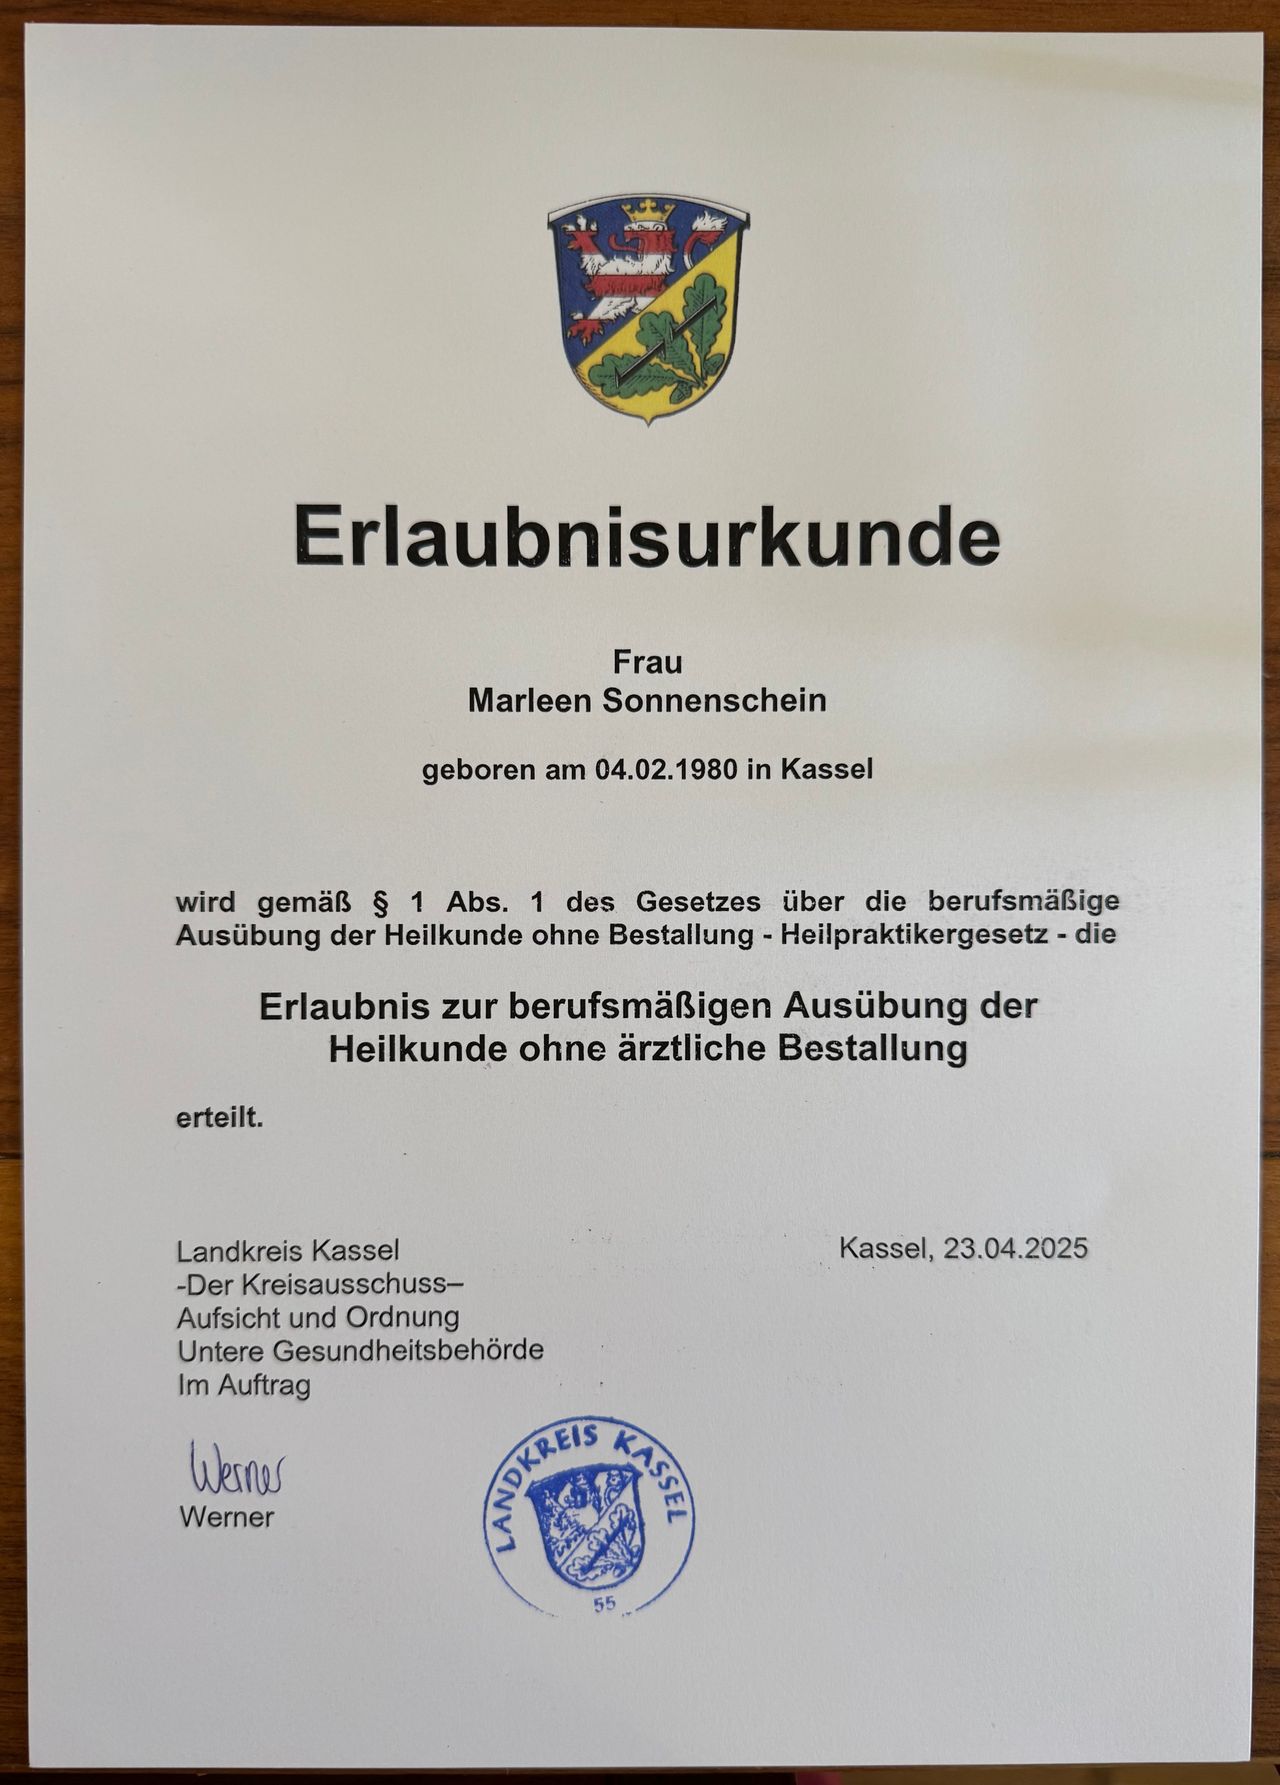 Erlaubnisurkunde
Frau
Marleen Sonnenschein
geboren am 04.02.1980 in Kassel
wird gemäß § 1 Abs. 1 des Gesetzes über die berufsmäßige
Ausübung der Heilkunde ohne Bestallung - Heilpraktikergesetz - die
Erlaubnis zur berufsmäßigen Ausübung der
Heilkunde ohne ärztliche Bestallung
erteilt.
Landkreis Kassel
Kassel, 23.04.2025
-Der Kreisausschuss–
Aufsicht und Ordnung
Untere Gesundheitsbehörde
Im Auftrag
Werner
Werner
LANDKREIS KASSEL
55